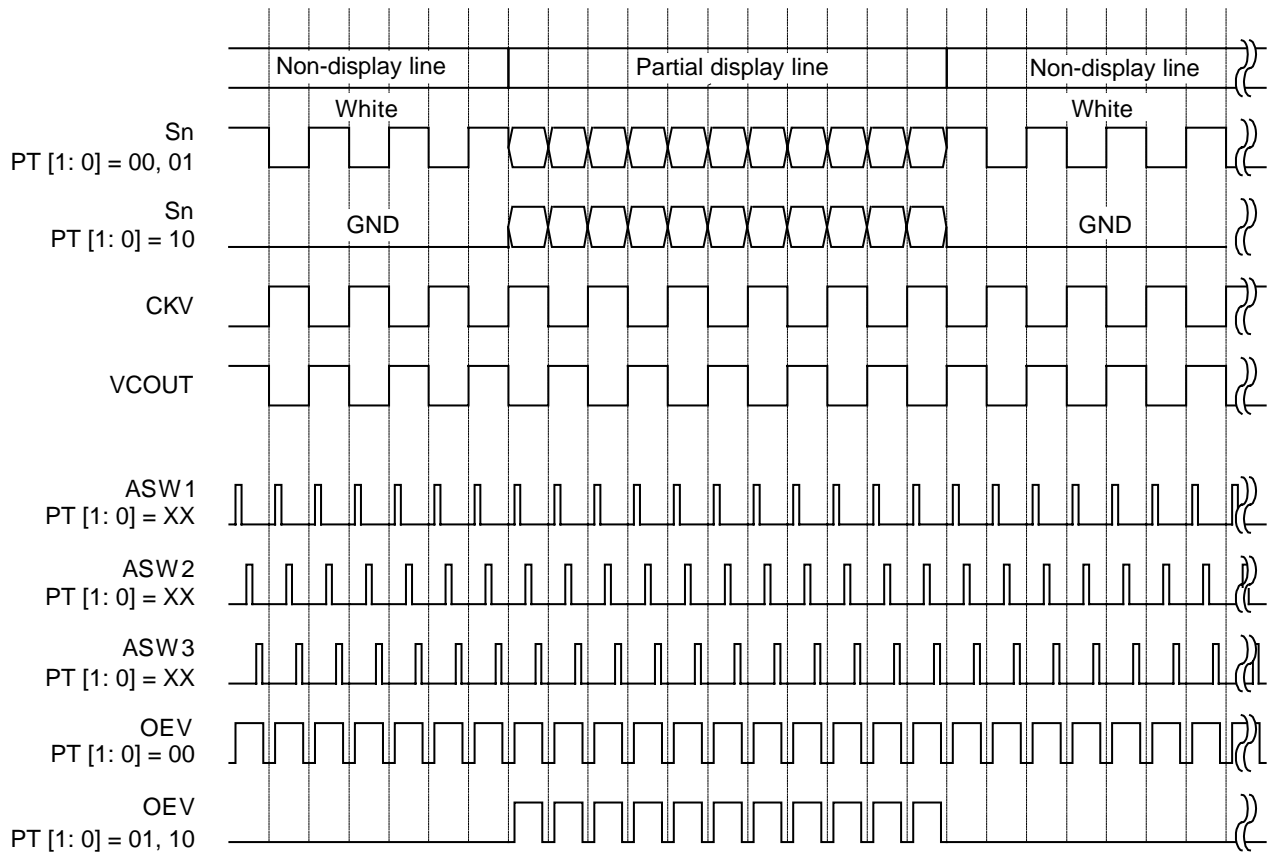 Non-display line Partial display line Non-display line
White White
Sn
PT [1: 0] = 00, 01
Sn
GND GND
PT [1: 0] = 10
CKV
VCOUT
ASW1
PT [1: 0] = XX
ASW2
PT [1: 0] = XX
ASW3
PT [1: 0] = XX
OEV
PT [1: 0] = 00
OEV
PT [1: 0] = 01, 10